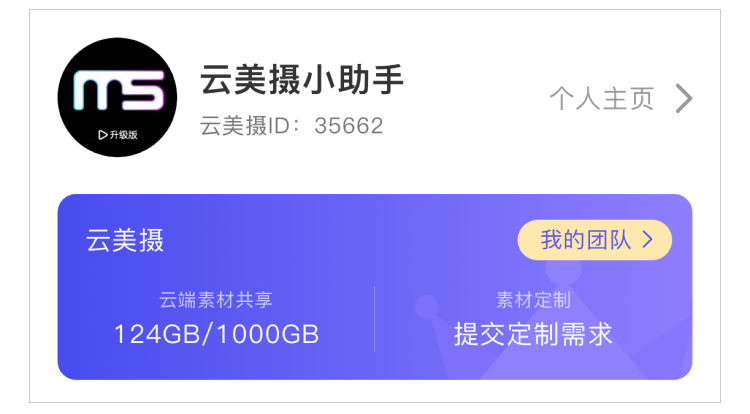 ms
升级版
云美摄小助手
云美摄ID：35662
个人主页
云美摄
我的团队
云端素材共享
124GB/1000GB
素材定制
提交定制需求